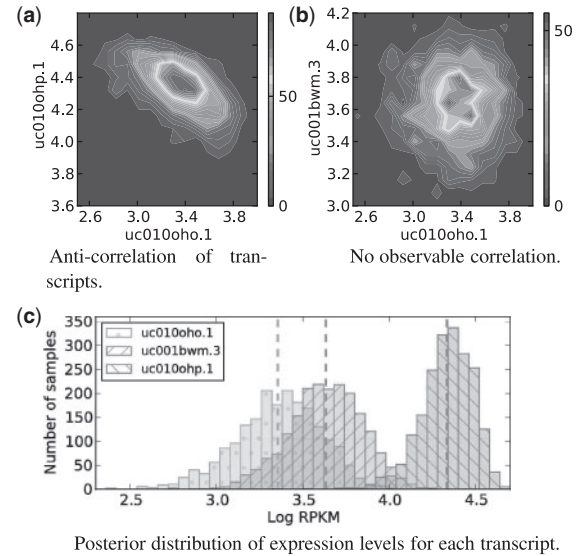 (a)
4.6
4.4
4.2
4.0
3.8
3.6
uc010ohp.1
2.6 3.0 3.4 3.8
uc010oho.1
50
0
Anti-correlation of tran-
scripts.
(b)
4.2
4.0
3.8
3.6
3.4
3.2
3.0
uc001bwm.3
2.6 3.0 3.4 3.8
uc010oho.1
50
0
No observable correlation.
(c)
350
300
250
200
150
100
50
0
Number of samples
uc010oho.1
uc001bwm.3
uc010ohp.1
2.5 3.0 3.5 4.0 4.5
Log RPKM
Posterior distribution of expression levels for each transcript.